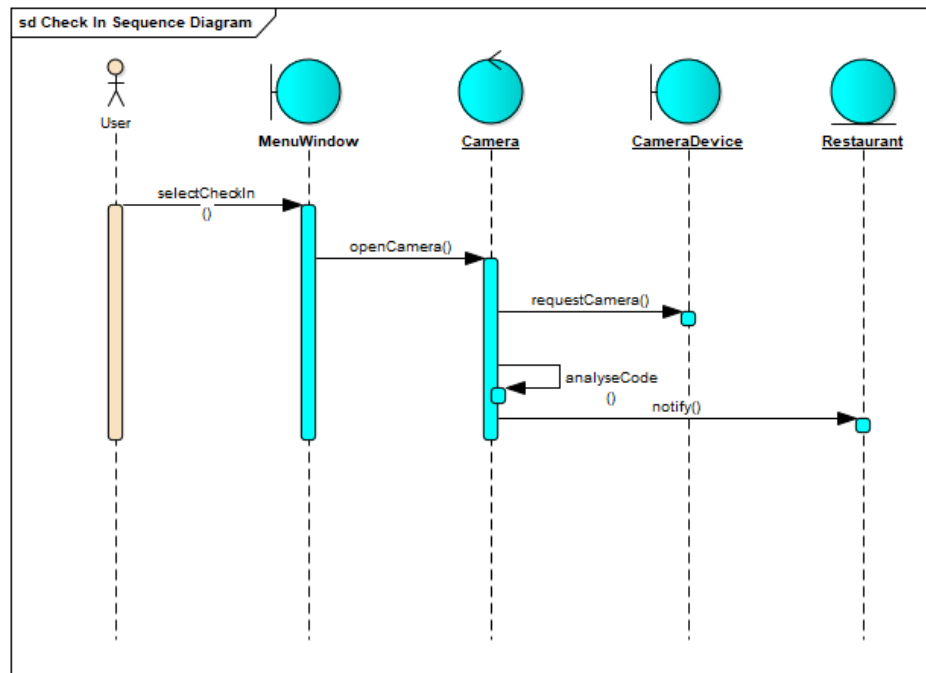 sd Check In Sequence Diagram
User
MenuWindow
Camera
CameraDevice
Restaurant
selectCheckIn
()
openCamera()
requestCamera()
analyseCode
()
notify()